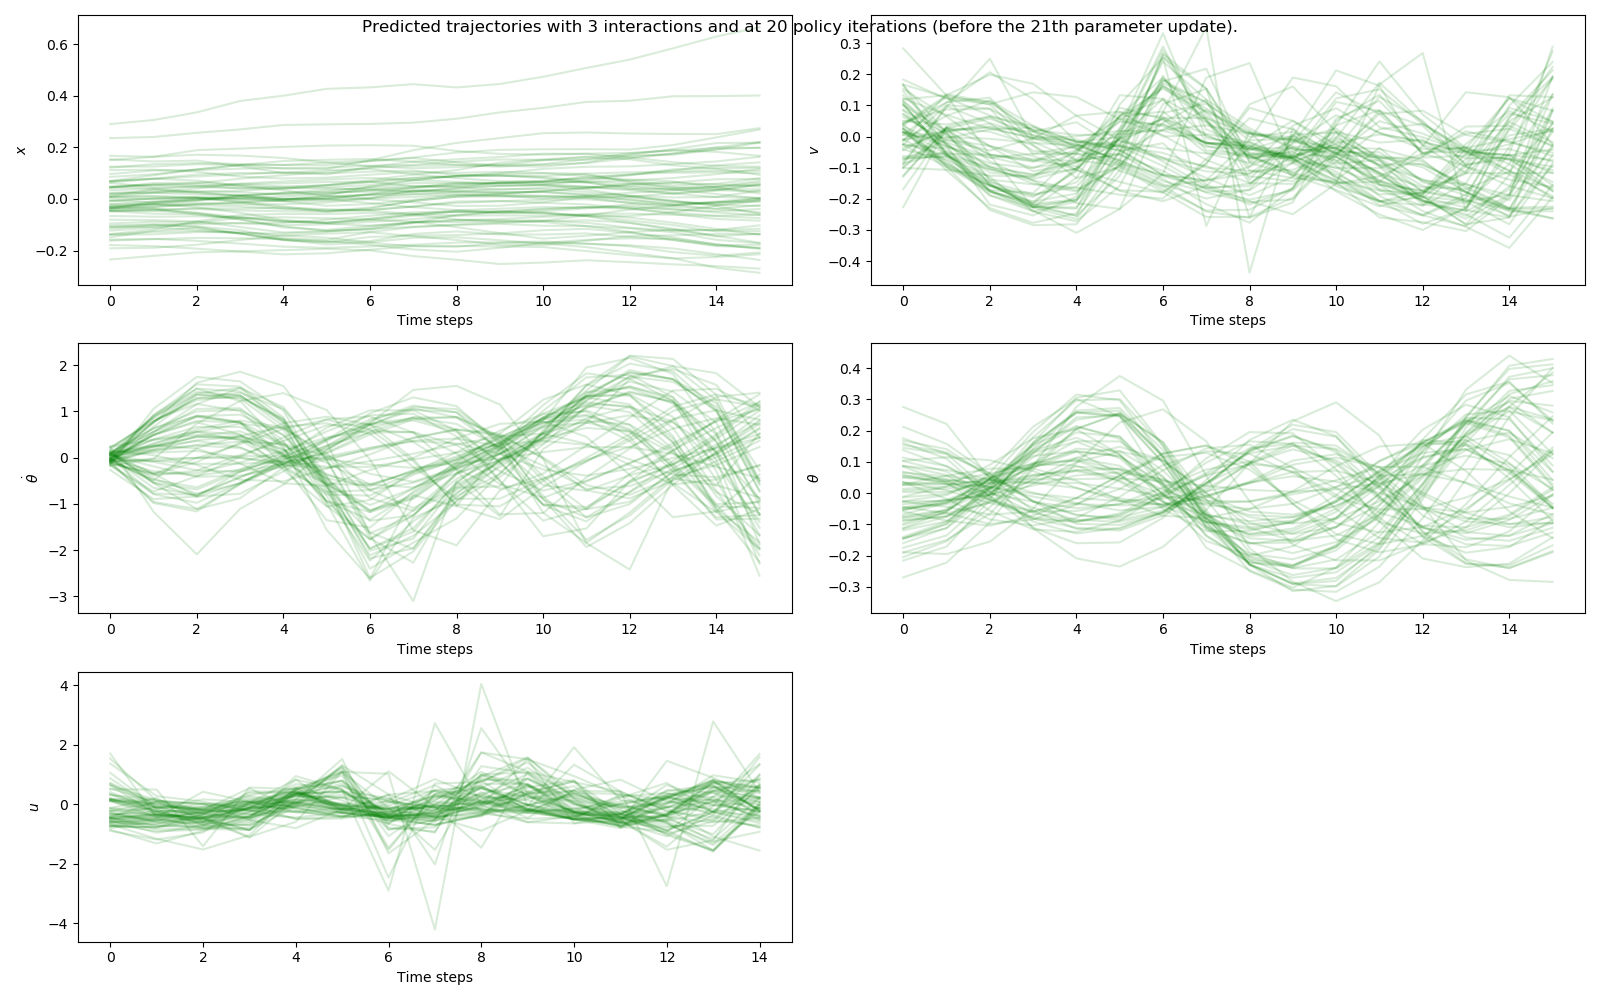 Predicted trajectories with 3 interactions and at 20 policy iterations (before the 21th parameter update).
0.6
0.4
0.2
0.0
−0.2
x
0 2 4 6 8 10 12 14
Time steps
0.3
0.2
0.1
0.0
−0.1
−0.2
−0.3
−0.4
v
0 2 4 6 8 10 12 14
Time steps
2
1
0
−1
−2
−3
θ̇
0 2 4 6 8 10 12 14
Time steps
0.4
0.3
0.2
0.1
0.0
−0.1
−0.2
−0.3
θ
0 2 4 6 8 10 12 14
Time steps
4
2
0
−2
−4
u
0 2 4 6 8 10 12 14
Time steps